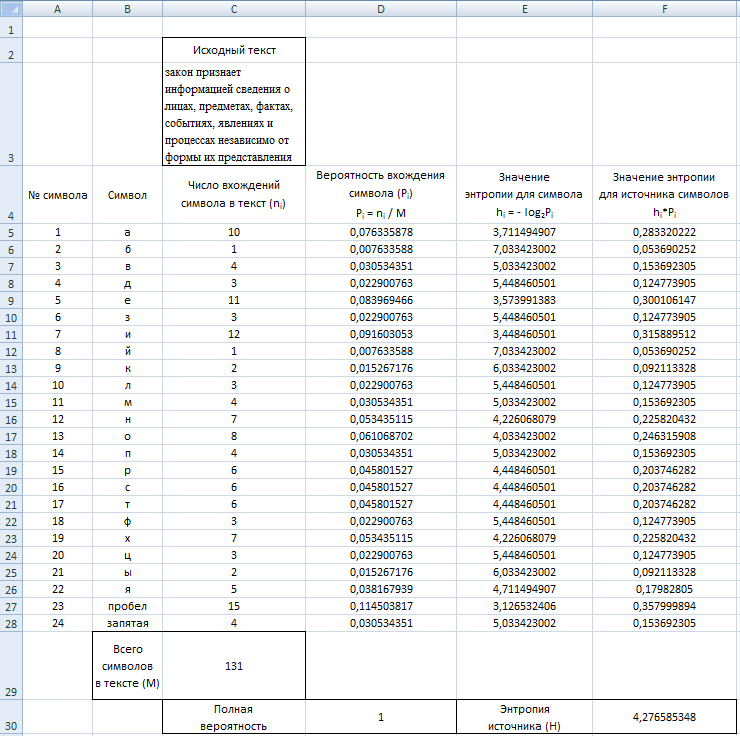 A B C D E F
1
2 Исходный текст
закон признает
информацией сведения о
лицах, предметах, фактах,
событиях, явлениях и
процессах независимо от
3 формы их представления
4 № символа Символ Число вхождений символа в текст (nᵢ) Вероятность вхождения символа (Pᵢ) Pᵢ = nᵢ / M Значение энтропии для символа hᵢ = - log₂Pᵢ Значение энтропии для источника символов hᵢ*Pᵢ
5 1 а 10 0,076335878 3,711494907 0,283320222
6 2 б 1 0,007633588 7,033423002 0,053690252
7 3 в 4 0,030534351 5,033423002 0,153692305
8 4 д 3 0,022900763 5,448460501 0,124773905
9 5 е 11 0,083969466 3,573991383 0,300106147
10 6 з 3 0,022900763 5,448460501 0,124773905
11 7 и 12 0,091603053 3,448460501 0,315889512
12 8 й 1 0,007633588 7,033423002 0,053690252
13 9 к 2 0,015267176 6,033423002 0,092113328
14 10 л 3 0,022900763 5,448460501 0,124773905
15 11 м 4 0,030534351 5,033423002 0,153692305
16 12 н 7 0,053435115 4,226068079 0,225820432
17 13 о 8 0,061068702 4,033423002 0,246315908
18 14 п 4 0,030534351 5,033423002 0,153692305
19 15 р 6 0,045801527 4,448460501 0,203746282
20 16 с 6 0,045801527 4,448460501 0,203746282
21 17 т 6 0,045801527 4,448460501 0,203746282
22 18 ф 3 0,022900763 5,448460501 0,124773905
23 19 х 7 0,053435115 4,226068079 0,225820432
24 20 ц 3 0,022900763 5,448460501 0,124773905
25 21 ы 2 0,015267176 6,033423002 0,092113328
26 22 я 5 0,038167939 4,711494907 0,17982805
27 23 пробел 15 0,114503817 3,126532406 0,357999894
28 24 запятая 4 0,030534351 5,033423002 0,153692305
Всего
символов 131
29 в тексте (M)
Полная 1 Энтропия 4,276585348
30 вероятность источника (H)